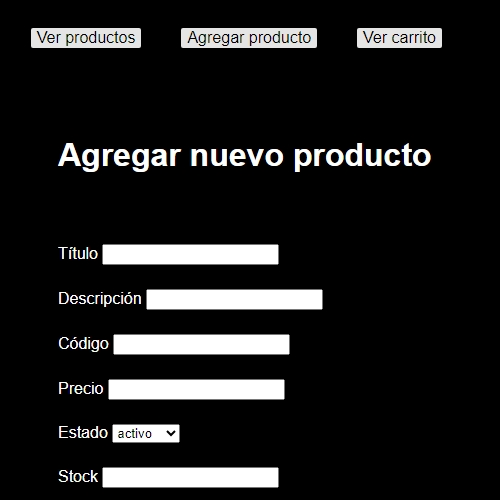 Ver productos Agregar producto Ver carrito
Agregar nuevo producto
Título
Descripción
Código
Precio
Estado activo
Stock